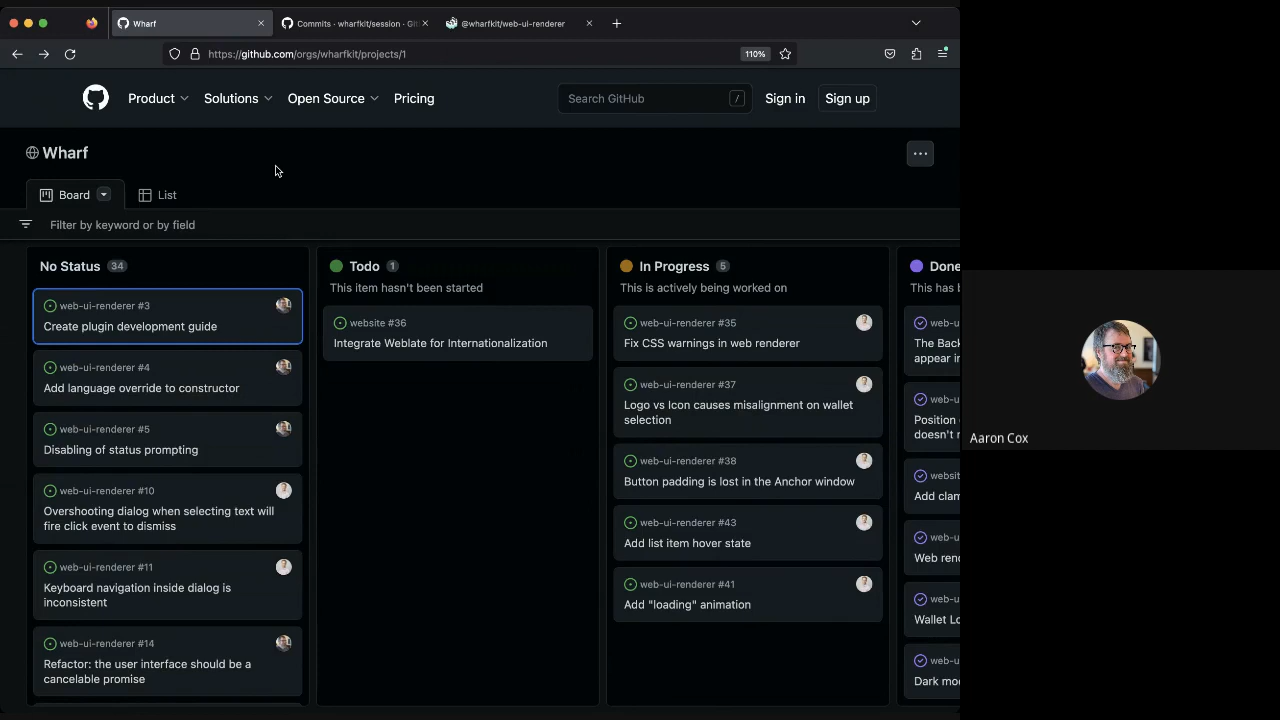 Wharf
Commits · wharfkit/session · Git
@wharfkit/web-ui-renderer
https://github.com/orgs/wharfkit/projects/1
110%
Product
Solutions
Open Source
Pricing
Search GitHub
/
Sign in
Sign up
Wharf
Board
List
Filter by keyword or by field
No Status 34
web-ui-renderer #3
Create plugin development guide
web-ui-renderer #4
Add language override to constructor
web-ui-renderer #5
Disabling of status prompting
web-ui-renderer #10
Overshooting dialog when selecting text will
fire click event to dismiss
web-ui-renderer #11
Keyboard navigation inside dialog is
inconsistent
web-ui-renderer #14
Refactor: the user interface should be a
cancelable promise
Todo 1
This item hasn't been started
website #36
Integrate Weblate for Internationalization
In Progress 5
This is actively being worked on
web-ui-renderer #35
Fix CSS warnings in web renderer
web-ui-renderer #37
Logo vs Icon causes misalignment on wallet
selection
web-ui-renderer #38
Button padding is lost in the Anchor window
web-ui-renderer #43
Add list item hover state
web-ui-renderer #41
Add "loading" animation
Done
This has b
web-u
The Back
appear in
web-u
Position
doesn't r
websit
Add clam
web-u
Web rend
web-u
Wallet Lo
web-u
Dark mo
Aaron Cox